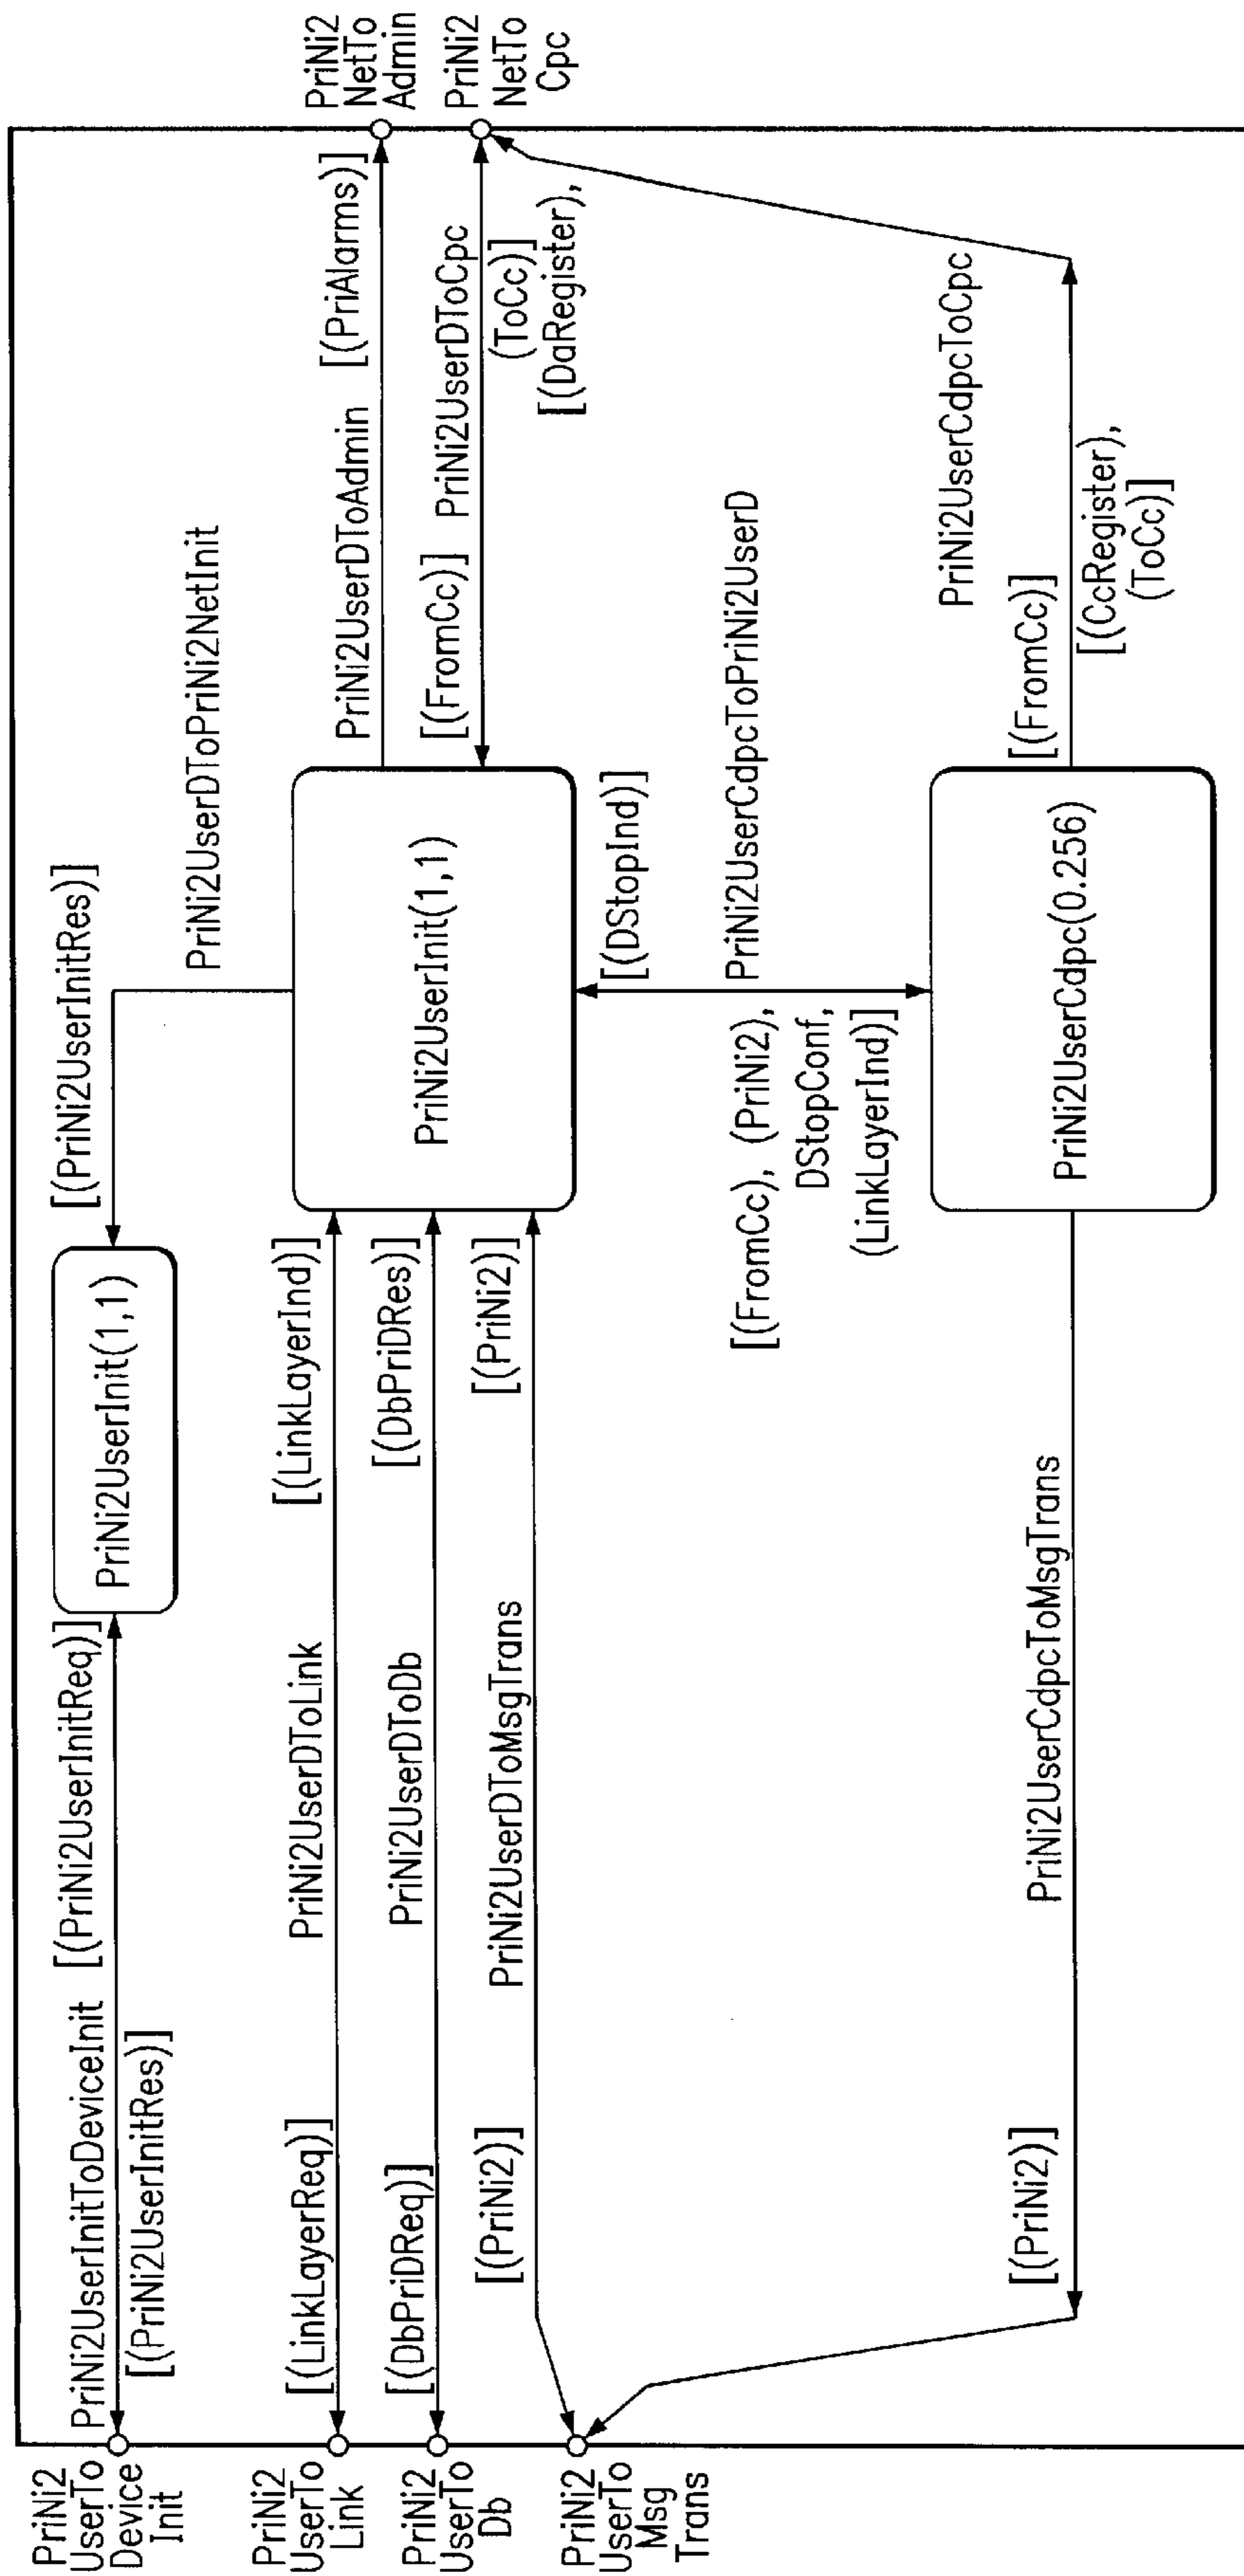 PriNi2
UserTo
Device
Init
PriNi2UserInitToDeviceInit
[(PriNi2UserInitReq)]
[(PriNi2UserInitRes)]
PriNi2UserInit(1,1)
[(PriNi2UserInitRes)]
PriNi2UserDToPriNi2NetInit
PriNi2
UserTo
Link
[(LinkLayerReq)]
PriNi2UserDToLink
[(LinkLayerInd)]
PriNi2
UserTo
Db
[(DbPriDReq)]
PriNi2UserDToDb
[(DbPriDRes)]
PriNi2
UserTo
Msg
Trans
[(PriNi2)]
PriNi2UserDToMsgTrans
[(PriNi2)]
PriNi2UserInit(1,1)
PriNi2UserDToAdmin
[(PriAlarms)]
PriNi2
NetTo
Admin
[(FromCc)]
PriNi2UserDToCpc
(ToCc)]
[(DaRegister),
PriNi2
NetTo
Cpc
[(DStopInd)]
PriNi2UserCdpcToPriNi2UserD
[(FromCc), (PriNi2),
DStopConf,
(LinkLayerInd)]
[(PriNi2)]
PriNi2UserCdpcToMsgTrans
PriNi2UserCdpc(0.256)
[(FromCc)]
PriNi2UserCdpcToCpc
[(CcRegister),
(ToCc)]